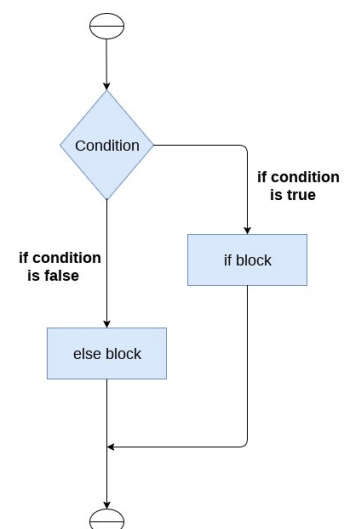 Condition
if condition
is true
if block
if condition
is false
else block